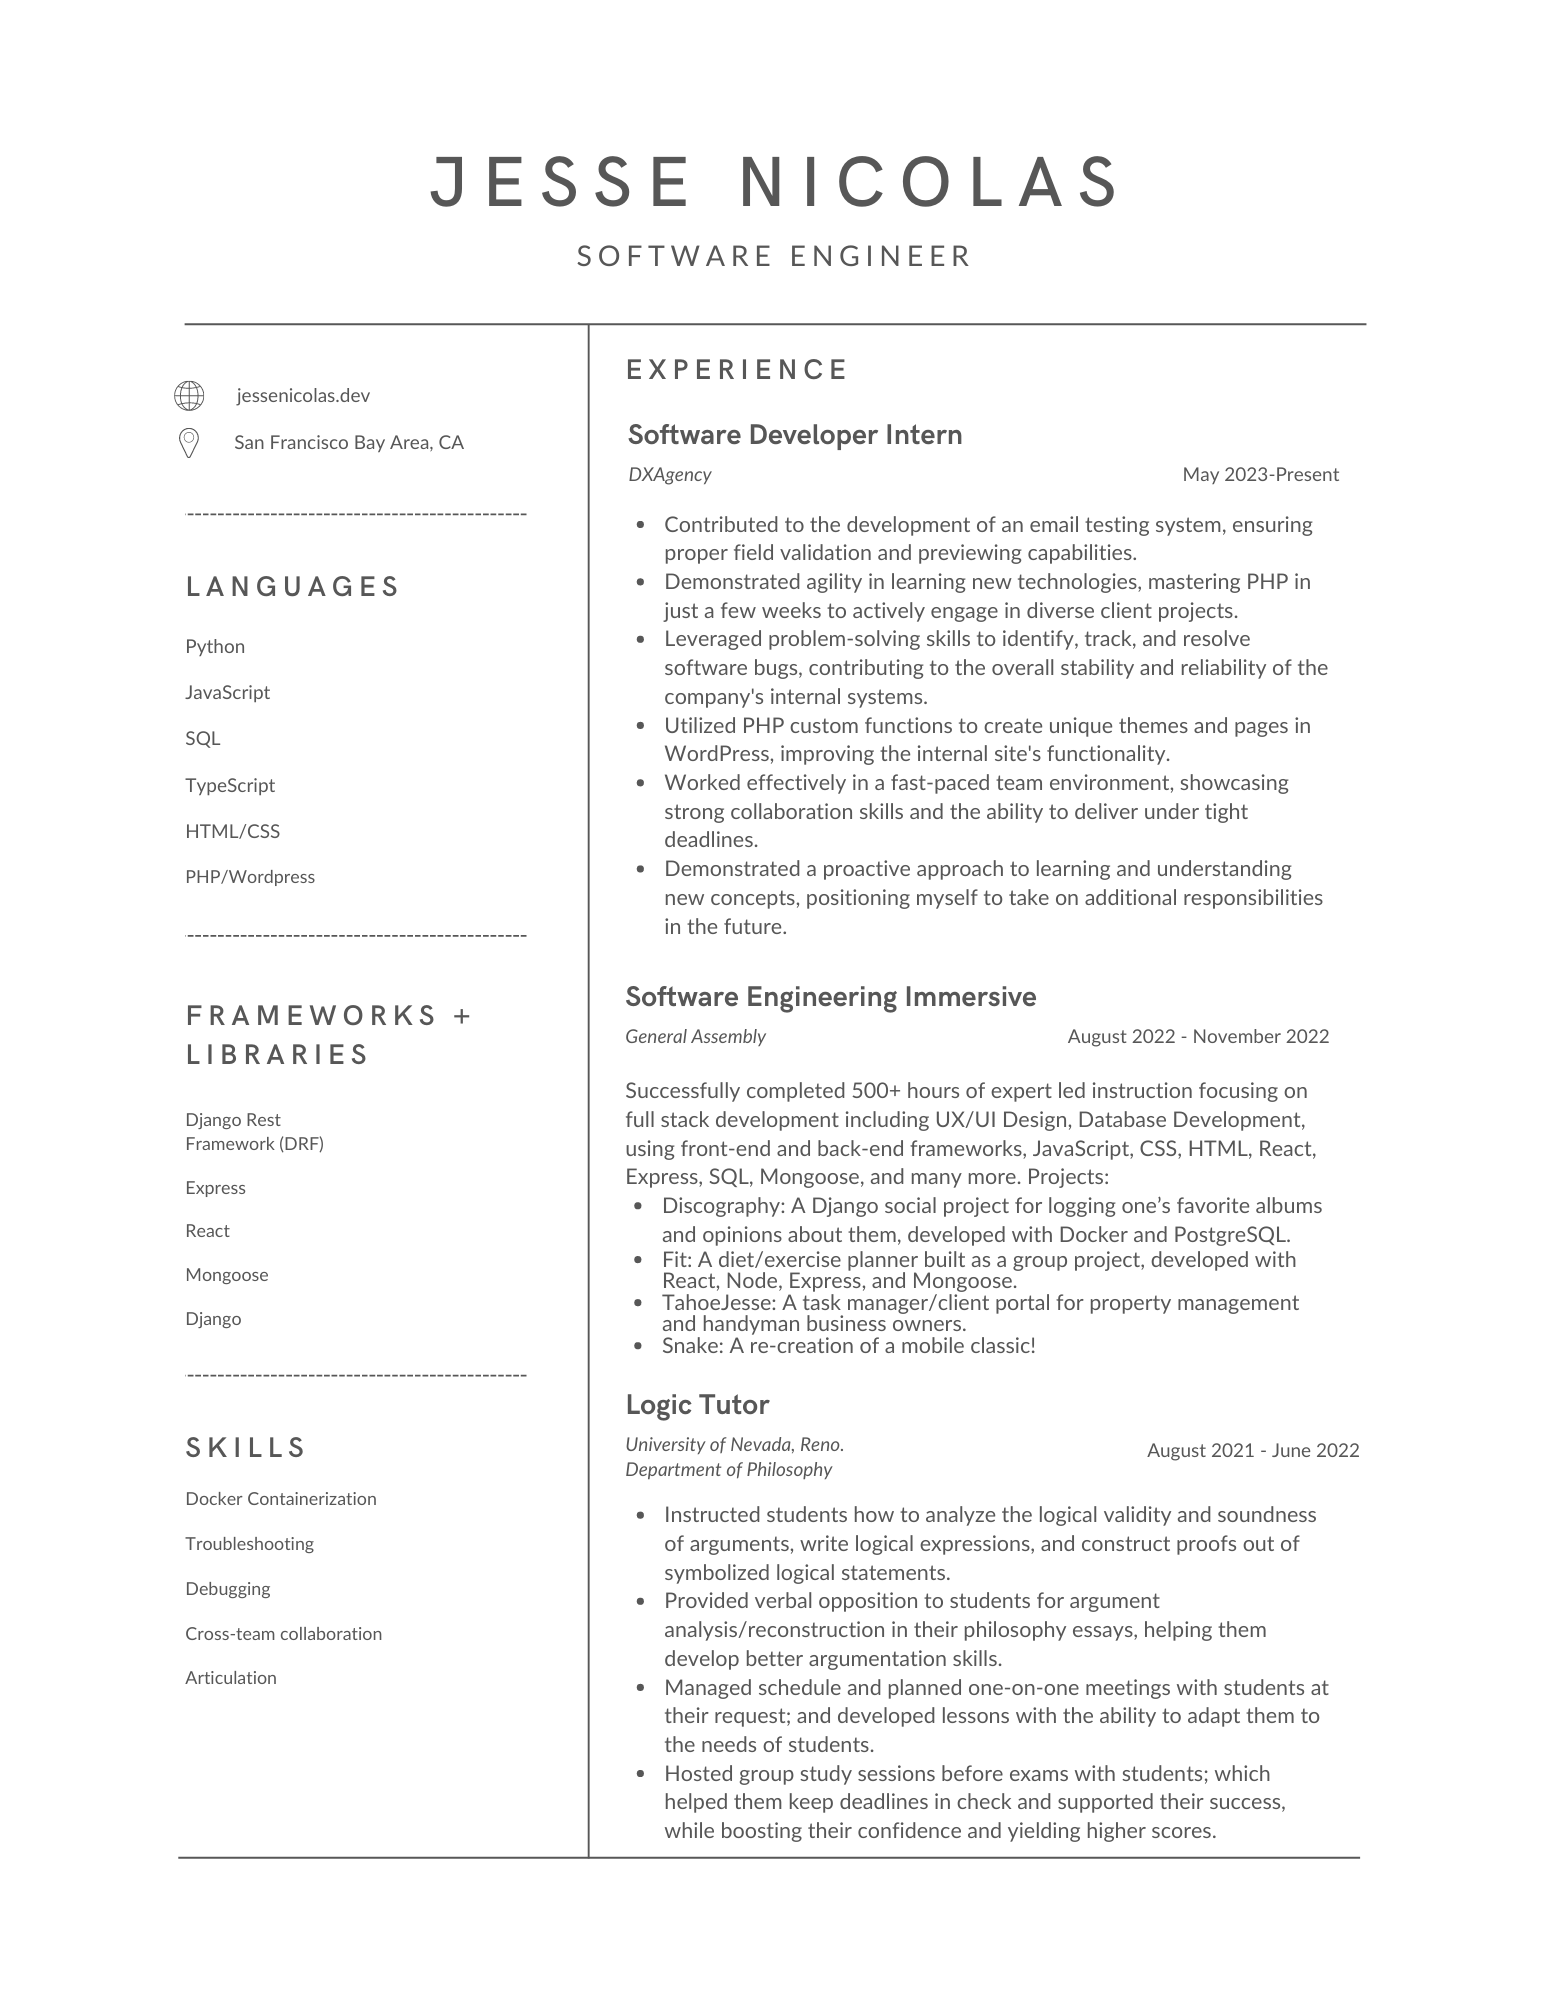 JESSE NICOLAS
SOFTWARE ENGINEER
jessenicolas.dev
San Francisco Bay Area, CA
LANGUAGES
Python
JavaScript
SQL
TypeScript
HTML/CSS
PHP/Wordpress
FRAMEWORKS +
LIBRARIES
Django Rest
Framework (DRF)
Express
React
Mongoose
Django
SKILLS
Docker Containerization
Troubleshooting
Debugging
Cross-team collaboration
Articulation
EXPERIENCE
Software Developer Intern
DXAgency May 2023-Present
• Contributed to the development of an email testing system, ensuring
proper field validation and previewing capabilities.
• Demonstrated agility in learning new technologies, mastering PHP in
just a few weeks to actively engage in diverse client projects.
• Leveraged problem-solving skills to identify, track, and resolve
software bugs, contributing to the overall stability and reliability of the
company's internal systems.
• Utilized PHP custom functions to create unique themes and pages in
WordPress, improving the internal site's functionality.
• Worked effectively in a fast-paced team environment, showcasing
strong collaboration skills and the ability to deliver under tight
deadlines.
• Demonstrated a proactive approach to learning and understanding
new concepts, positioning myself to take on additional responsibilities
in the future.
Software Engineering Immersive
General Assembly August 2022 - November 2022
Successfully completed 500+ hours of expert led instruction focusing on
full stack development including UX/UI Design, Database Development,
using front-end and back-end frameworks, JavaScript, CSS, HTML, React,
Express, SQL, Mongoose, and many more. Projects:
• Discography: A Django social project for logging one’s favorite albums
and opinions about them, developed with Docker and PostgreSQL.
• Fit: A diet/exercise planner built as a group project, developed with
React, Node, Express, and Mongoose.
• TahoeJesse: A task manager/client portal for property management
and handyman business owners.
• Snake: A re-creation of a mobile classic!
Logic Tutor
University of Nevada, Reno.
Department of Philosophy
August 2021 - June 2022
• Instructed students how to analyze the logical validity and soundness
of arguments, write logical expressions, and construct proofs out of
symbolized logical statements.
• Provided verbal opposition to students for argument
analysis/reconstruction in their philosophy essays, helping them
develop better argumentation skills.
• Managed schedule and planned one-on-one meetings with students at
their request; and developed lessons with the ability to adapt them to
the needs of students.
• Hosted group study sessions before exams with students; which
helped them keep deadlines in check and supported their success,
while boosting their confidence and yielding higher scores.